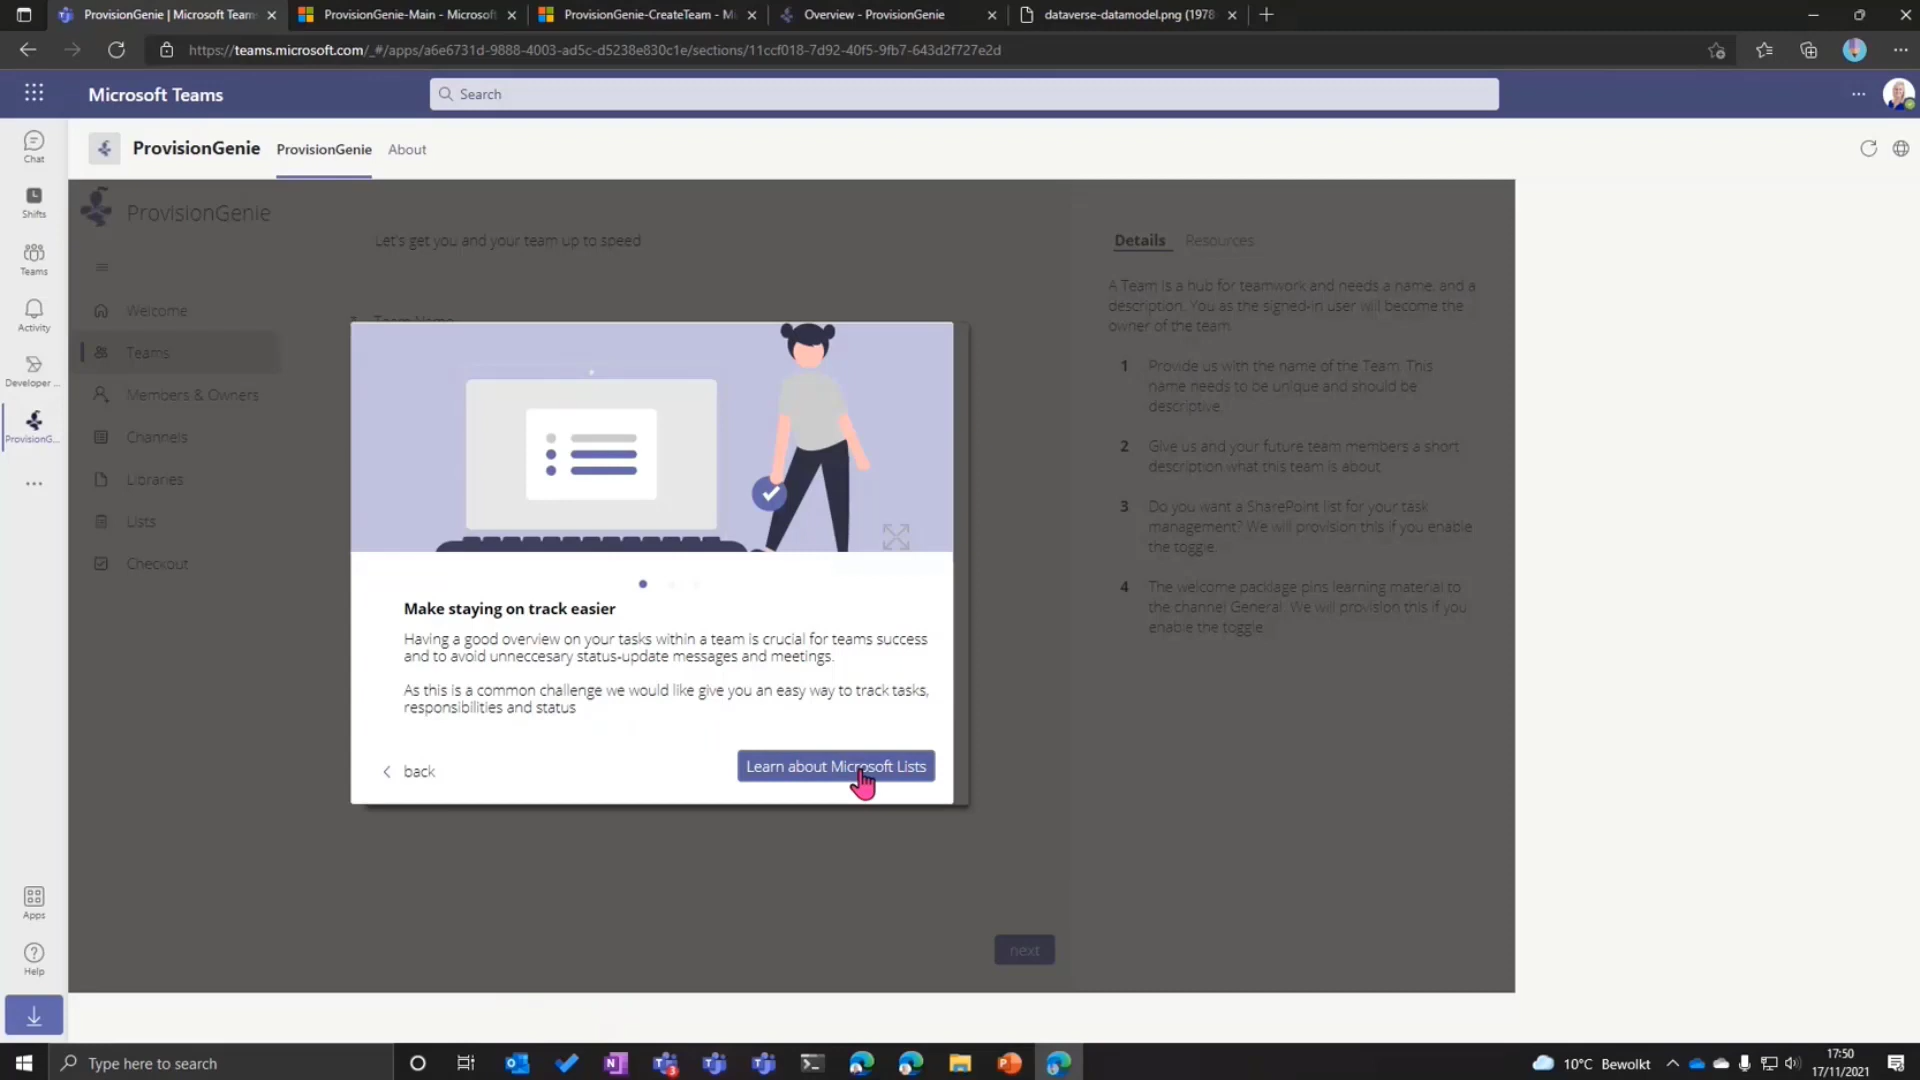 ProvisionGenie | Microsoft Teams
ProvisionGenie-Main - Microsoft
ProvisionGenie-CreateTeam - Mi
Overview - ProvisionGenie
dataverse-datamodel.png (1978
https://teams.microsoft.com/_#/apps/a6e6731d-9888-4003-ad5c-d5238e830c1e/sections/11ccf018-7d92-40f5-9fb7-643d2f727e2d
Microsoft Teams
Search
Chat
Shifts
Teams
Activity
Developer ...
ProvisionG...
Apps
Help
ProvisionGenie
ProvisionGenie
About
ProvisionGenie
Welcome
Teams
Members & Owners
Channels
Libraries
Lists
Checkout
Let's get you and your team up to speed
Team Name
Make staying on track easier
Having a good overview on your tasks within a team is crucial for teams success
and to avoid unneccesary status-update messages and meetings.
As this is a common challenge we would like give you an easy way to track tasks,
responsibilities and status
back
Learn about Microsoft Lists
next
Details
Resources
A Team is a hub for teamwork and needs a name, and a
description. You as the signed-in user will become the
owner of the team
1 Provide us with the name of the Team. This
name needs to be unique and should be
descriptive.
2 Give us and your future team members a short
description what this team is about
3 Do you want a SharePoint list for your task
management? We will provision this if you enable
the toggle.
4 The welcome package pins learning material to
the channel General. We will provision this if you
enable the toggle
Type here to search
3
10°C Bewolkt
17:50
17/11/2021